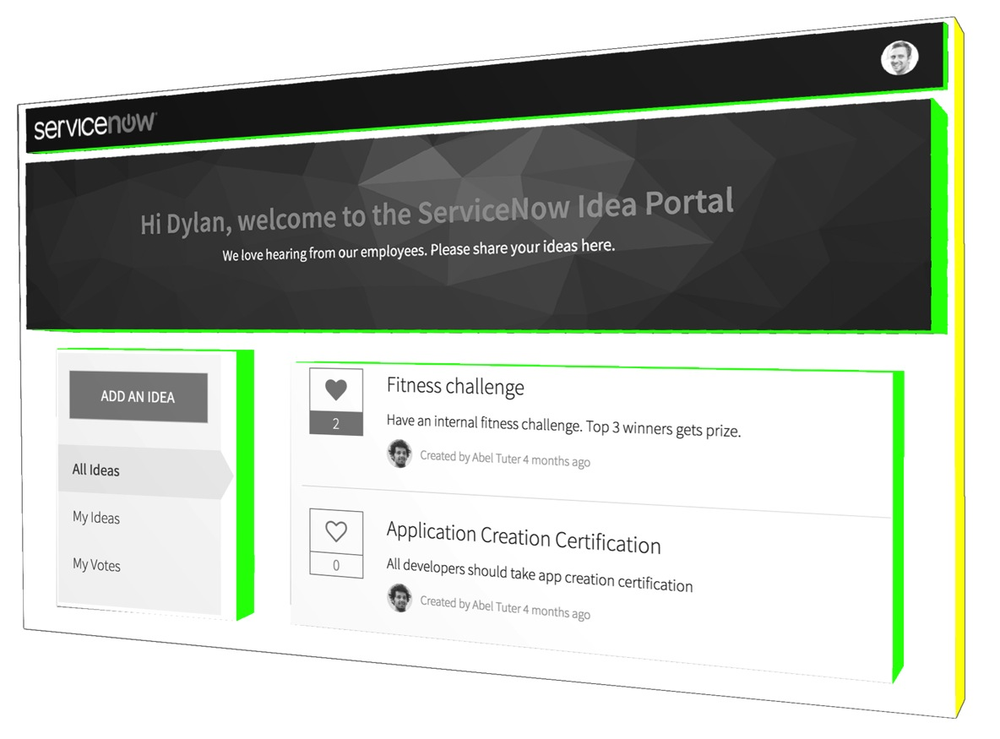 servicenow
Hi Dylan, welcome to the ServiceNow Idea Portal
We love hearing from our employees. Please share your ideas here.
ADD AN IDEA
All Ideas
My Ideas
My Votes
Fitness challenge
2
Have an internal fitness challenge. Top 3 winners gets prize.
Created by Abel Tuter 4 months ago
Application Creation Certification
0
All developers should take app creation certification
Created by Abel Tuter 4 months ago